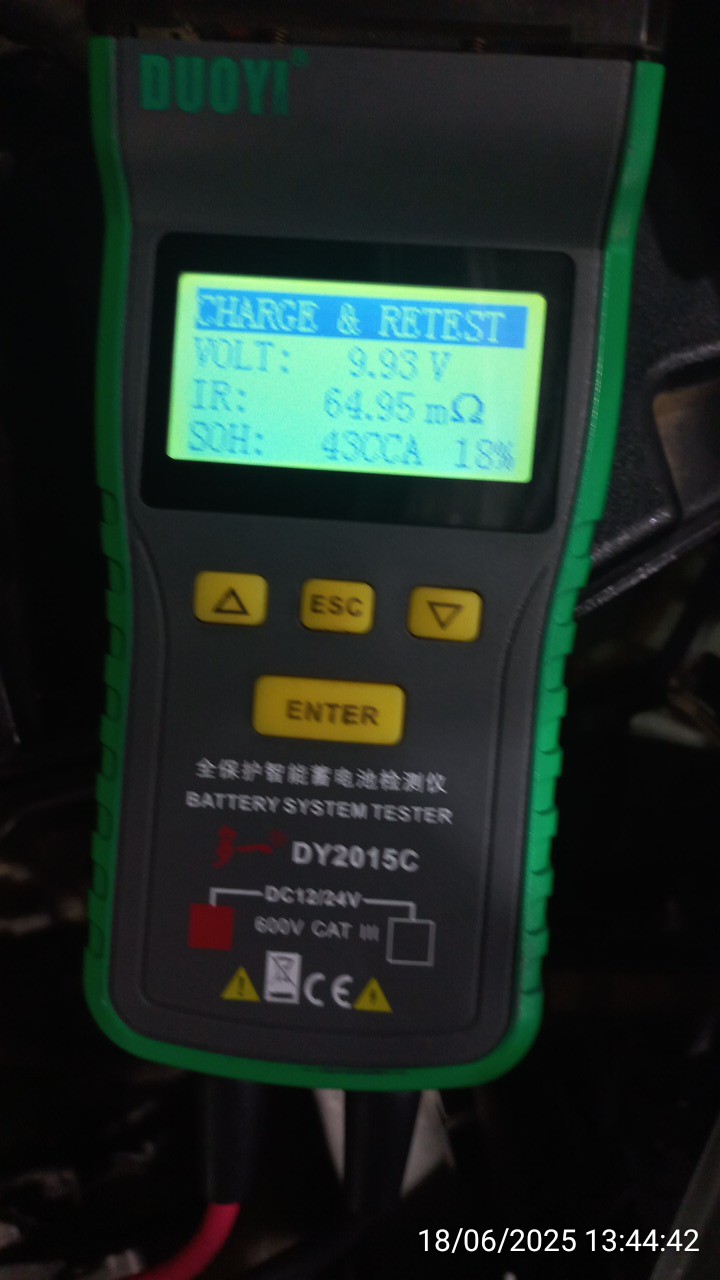 DUOYI®
CHARGE & RETEST
VOLT: 9.93 V
IR: 64.95 mΩ
SOH: 43CCA 18%
ESC
ENTER
全保护智能蓄电池检测仪
BATTERY SYSTEM TESTER
DY2015C
DC12/24V
600V CAT III
CE
18/06/2025 13:44:42